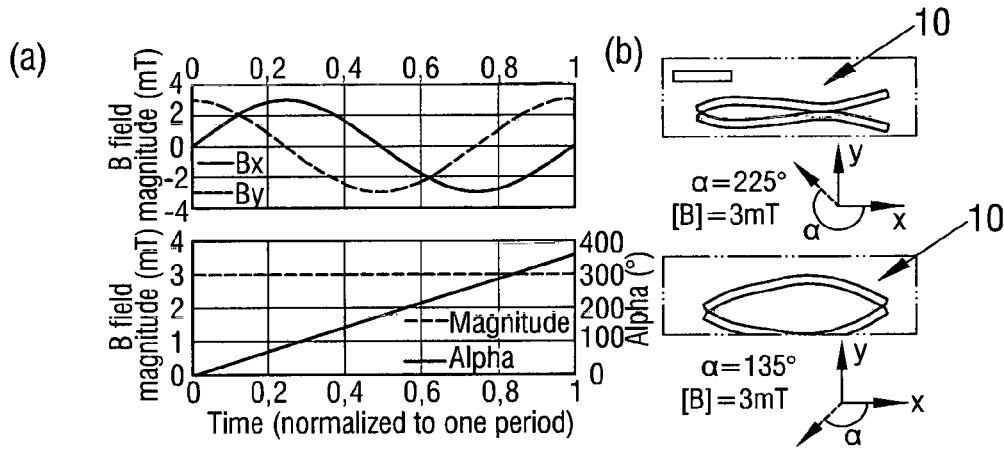 (a)
0 0,2 0,4 0,6 0,8 1
B field
magnitude (mT)
4
2
0
-2
-4
Bx
By
B field
magnitude (mT)
4
3
2
1
0
400
300°
200
100
0
Alpha (°)
Magnitude
Alpha
0 0,2 0,4 0,6 0,8 1
Time (normalized to one period)
(b)
10
α=225°
[B]=3mT
y
x
α
10
α=135°
[B]=3mT
y
x
α